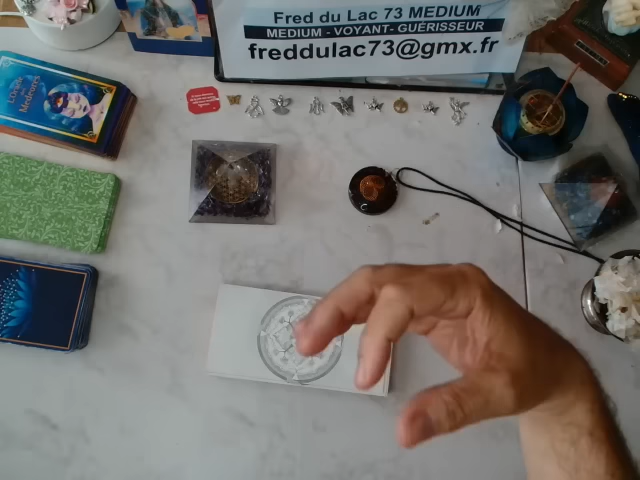 Fred du Lac 73 MEDIUM
MEDIUM - VOYANT- GUÉRISSEUR
freddulac73@gmx.fr